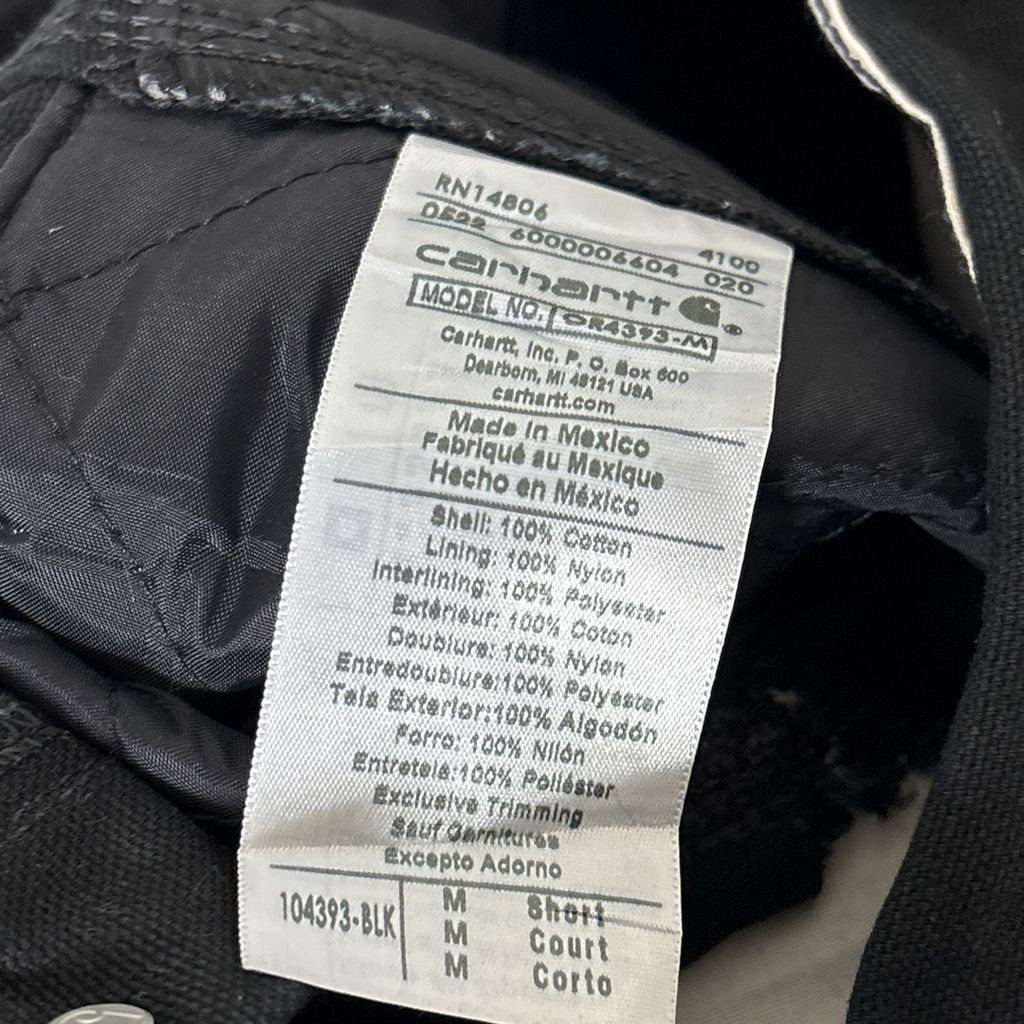 RN14806 4100
0522 6000006604 020
carhartt ®
MODEL NO. OR4393-M
Carhartt, Inc. P. O. Box 600
Dearborn, MI 48121 USA
carhartt.com
Made in Mexico
Fabriqué au Mexique
Hecho en México
Shell: 100% Cotton
Lining: 100% Nylon
Interlining: 100% Polyester
Extérieur: 100% Coton
Doublure: 100% Nylon
Entredoublure:100% Polyester
Tela Exterior:100% Algodón
Forro: 100% Nilón
Entretela:100% Poliéster
Exclusive Trimming
Sauf Garnitures
Excepto Adorno
104393-BLK
M Short
M Court
M Corto